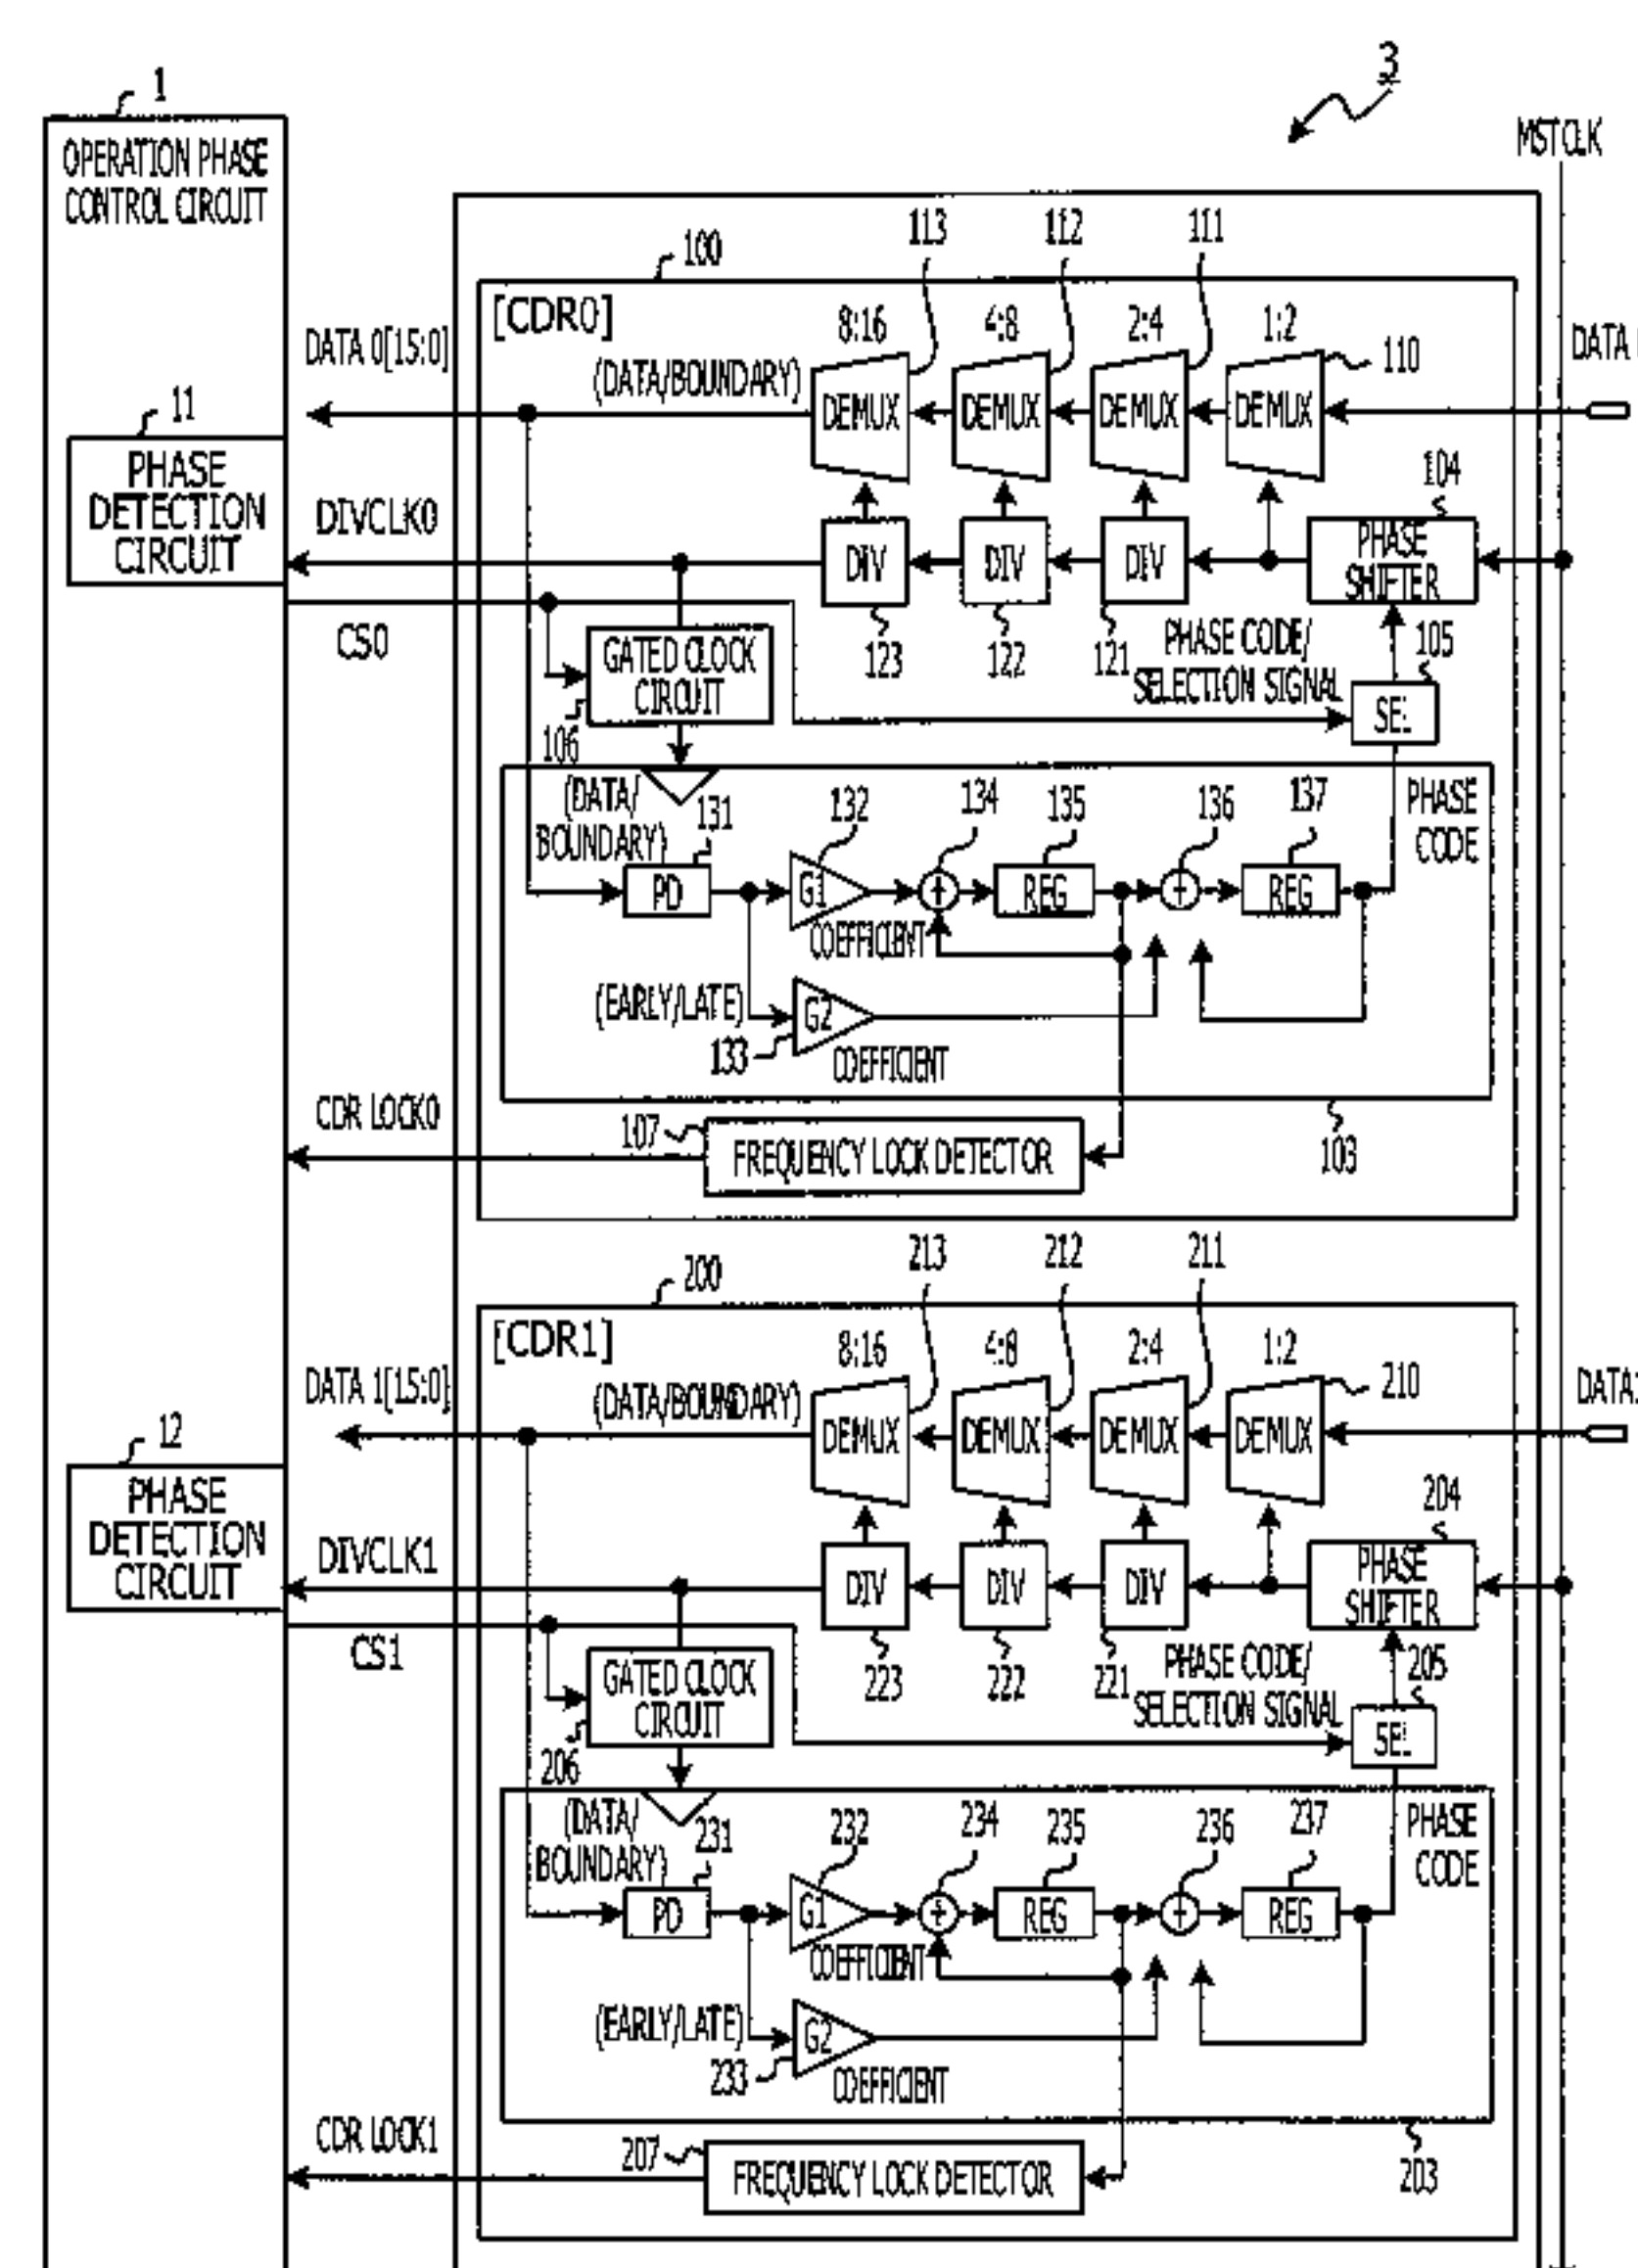 3
1
MSTCLK
OPERATION PHASE
CONTROL CIRCUIT
113
112
111
100
[CDR0]
8:16
4:8
2:4
1:2
110
DATA 0[15:0]
(DATA/BOUNDARY)
DEMUX
DEMUX
DEMUX
DEMUX
DATA
11
PHASE
DETECTION
CIRCUIT
DIVCLK0
104
DIV
DIV
DIV
PHASE
SHIFTER
CS0
123
122
121
PHASE CODE/
SELECTION SIGNAL
105
GATED CLOCK
CIRCUIT
SEL
106
(DATA/
BOUNDARY)
131
132
134
135
136
137
PHASE
CODE
PD
G1
+
REG
+
REG
COEFFICIENT
(EARLY/LATE)
G2
133
COEFFICIENT
CDR LOCK0
107
FREQUENCY LOCK DETECTOR
103
213
212
211
200
[CDR1]
8:16
4:8
2:4
1:2
210
DATA 1[15:0]
(DATA/BOUNDARY)
DEMUX
DEMUX
DEMUX
DEMUX
DATA1
12
PHASE
DETECTION
CIRCUIT
DIVCLK1
204
DIV
DIV
DIV
PHASE
SHIFTER
CS1
223
222
221
PHASE CODE/
SELECTION SIGNAL
205
GATED CLOCK
CIRCUIT
SEL
206
(DATA/
BOUNDARY)
231
232
234
235
236
237
PHASE
CODE
PD
G1
+
REG
+
REG
COEFFICIENT
(EARLY/LATE)
G2
233
COEFFICIENT
CDR LOCK1
207
FREQUENCY LOCK DETECTOR
203